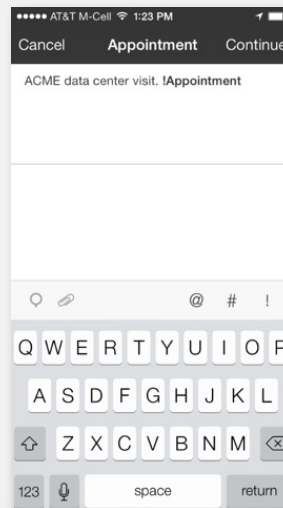 AT&T M-Cell 1:23 PM
Cancel Appointment Continue
ACME data center visit. !Appointment
@ # !
Q W E R T Y U I O P
A S D F G H J K L
Z X C V B N M
123 space return